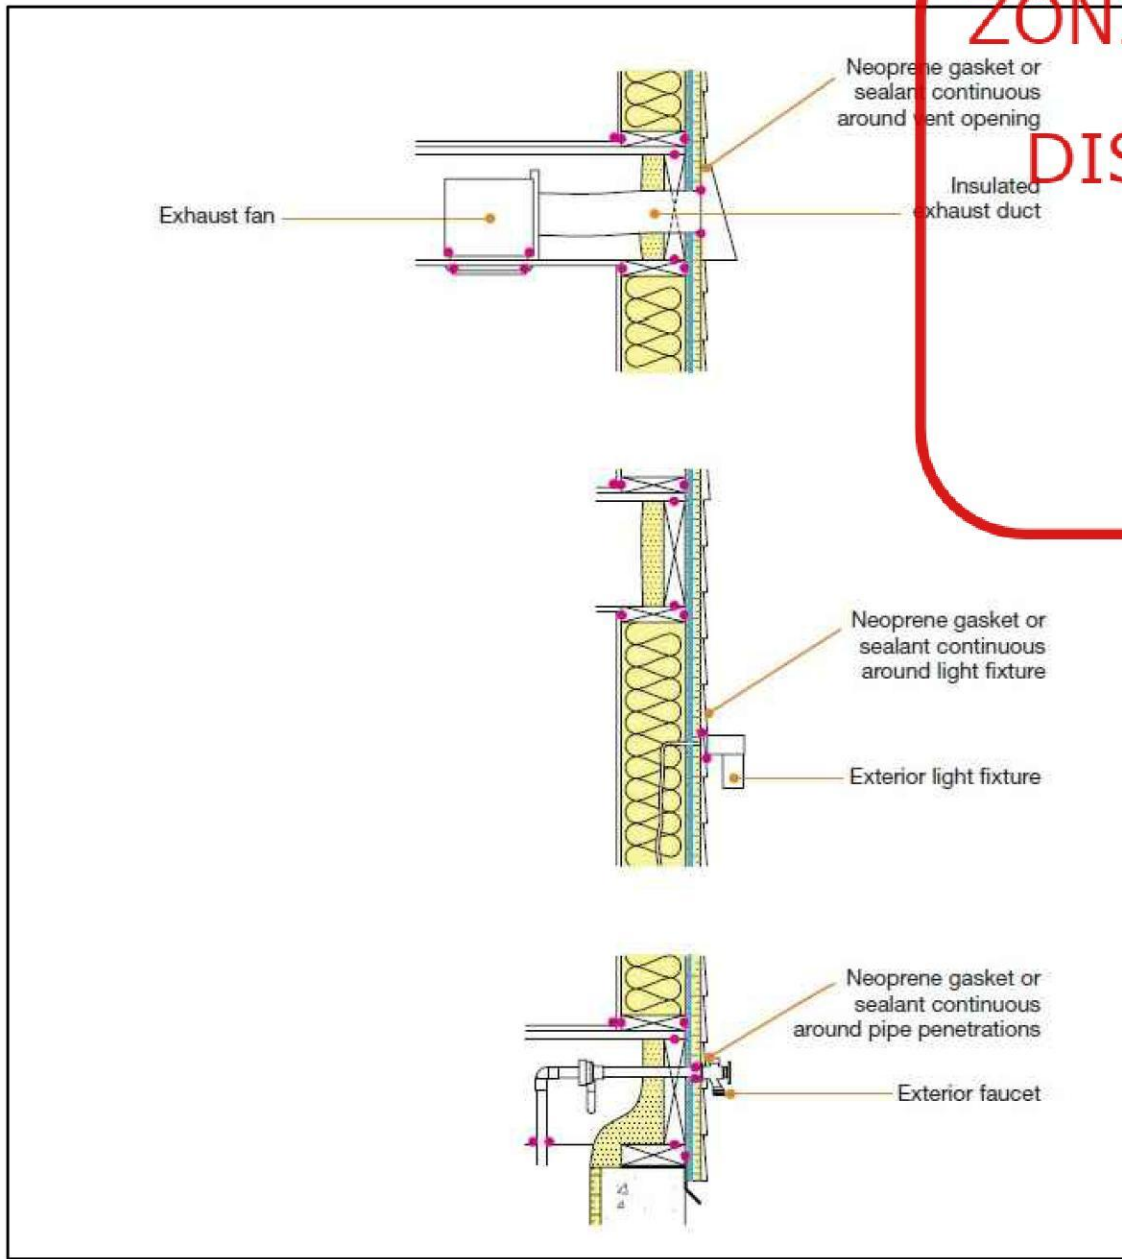 Neoprene gasket or
sealant continuous
around vent opening
Exhaust fan
Insulated
exhaust duct
Neoprene gasket or
sealant continuous
around light fixture
Exterior light fixture
Neoprene gasket or
sealant continuous
around pipe penetrations
Exterior faucet